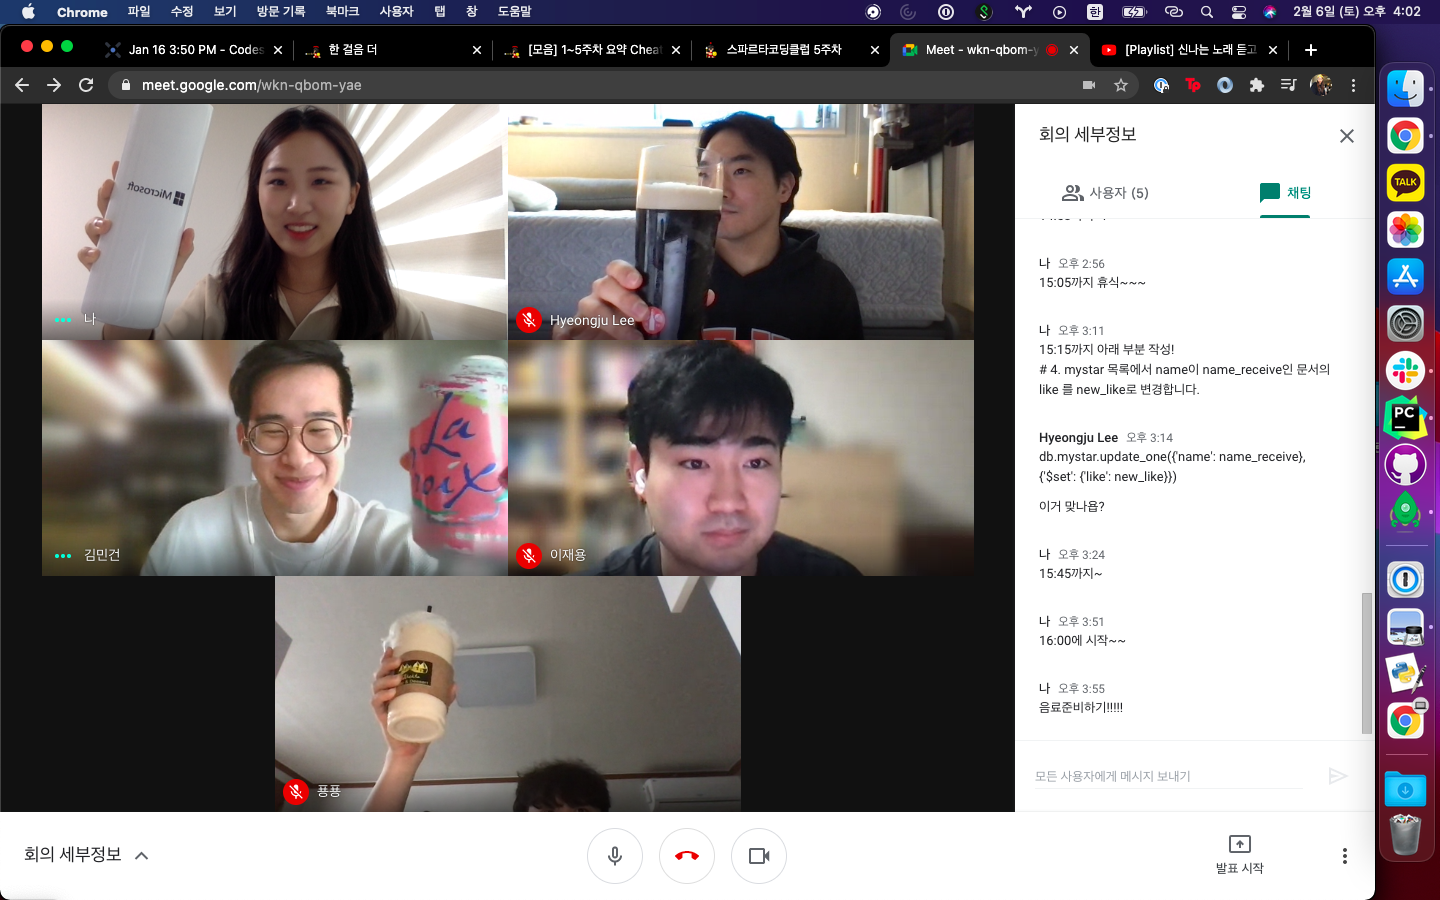 Chrome 파일 수정 보기 방문 기록 북마크 사용자 탭 창 도움말
한
2월 6일 (토) 오후 4:02
Jan 16 3:50 PM - Codes
한 걸음 더
[모음] 1~5주차 요약 Cheat
스파르타코딩클럽 5주차
Meet - wkn-qbom-y
[Playlist] 신나는 노래 듣고
meet.google.com/wkn-qbom-yae
Tp
Microsoft
나
Hyeongju Lee
La
Croix
김민건
이재용
퐁퐁
회의 세부정보
사용자 (5)
채팅
나 오후 2:56
15:05까지 휴식~~~
나 오후 3:11
15:15까지 아래 부분 작성!
# 4. mystar 목록에서 name이 name_receive인 문서의
like 를 new_like로 변경합니다.
Hyeongju Lee 오후 3:14
db.mystar.update_one({'name': name_receive},
{'$set': {'like': new_like}})
이거 맞나욥?
나 오후 3:24
15:45까지~
나 오후 3:51
16:00에 시작~~
나 오후 3:55
음료준비하기!!!!!
모든 사용자에게 메시지 보내기
회의 세부정보
발표 시작
TALK
PC